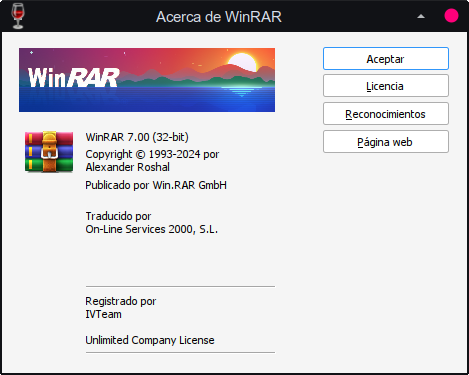 Acerca de WinRAR
WinRAR
Aceptar
Licencia
Reconocimientos
Página web
WinRAR 7.00 (32-bit)
Copyright © 1993-2024 por
Alexander Roshal
Publicado por Win.RAR GmbH
Traducido por
On-Line Services 2000, S.L.
Registrado por
IVTeam
Unlimited Company License